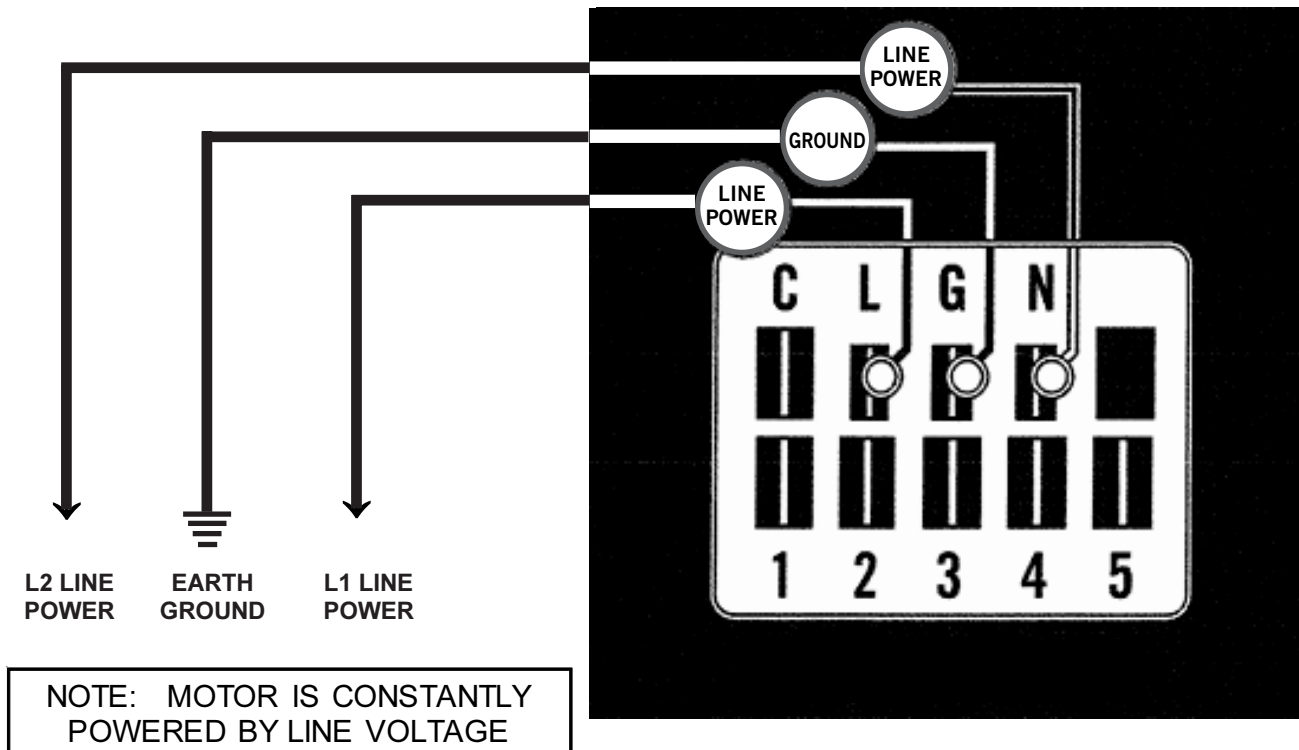 LINE
POWER
GROUND
LINE
POWER
C L G N
1 2 3 4 5
L2 LINE
POWER
EARTH
GROUND
L1 LINE
POWER
NOTE: MOTOR IS CONSTANTLY
POWERED BY LINE VOLTAGE